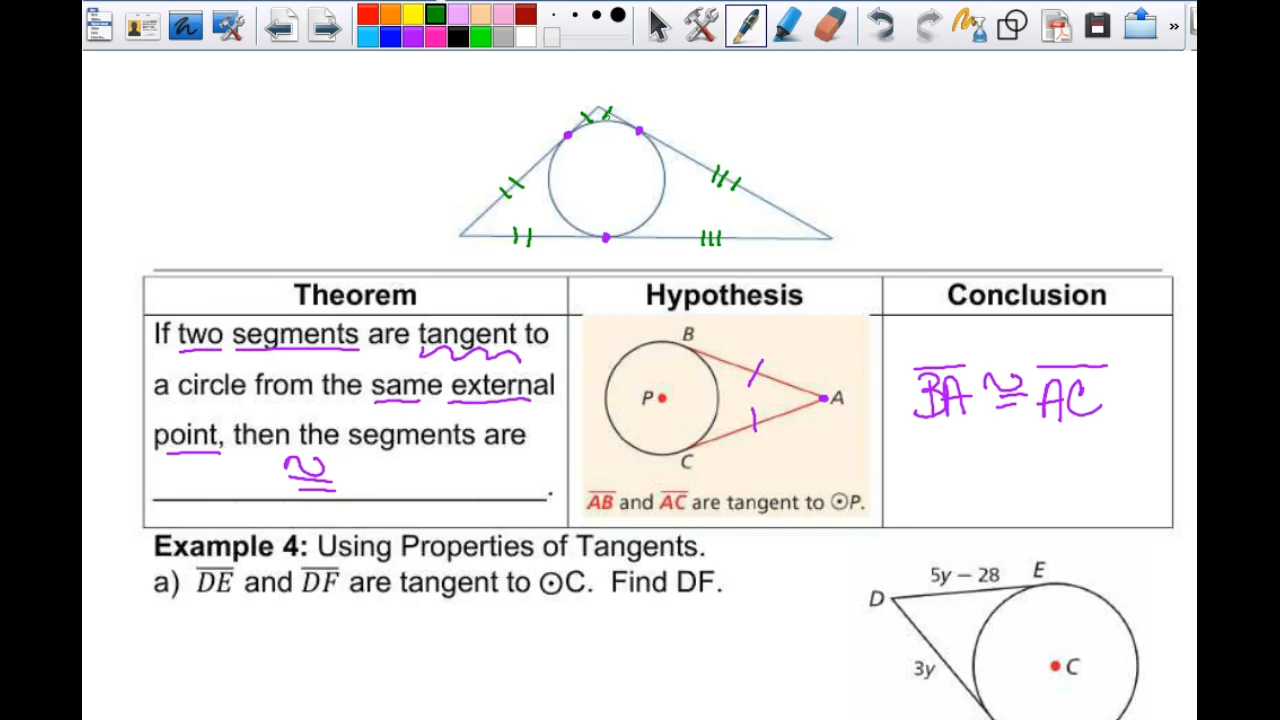 Theorem
Hypothesis
Conclusion
If two segments are tangent to
a circle from the same external
point, then the segments are
≅
_______________.
B
P
A
C
AB and AC are tangent to ⊙P.
BA ≅ AC
Example 4: Using Properties of Tangents.
a) DE and DF are tangent to ⊙C. Find DF.
5y − 28
E
D
3y
C